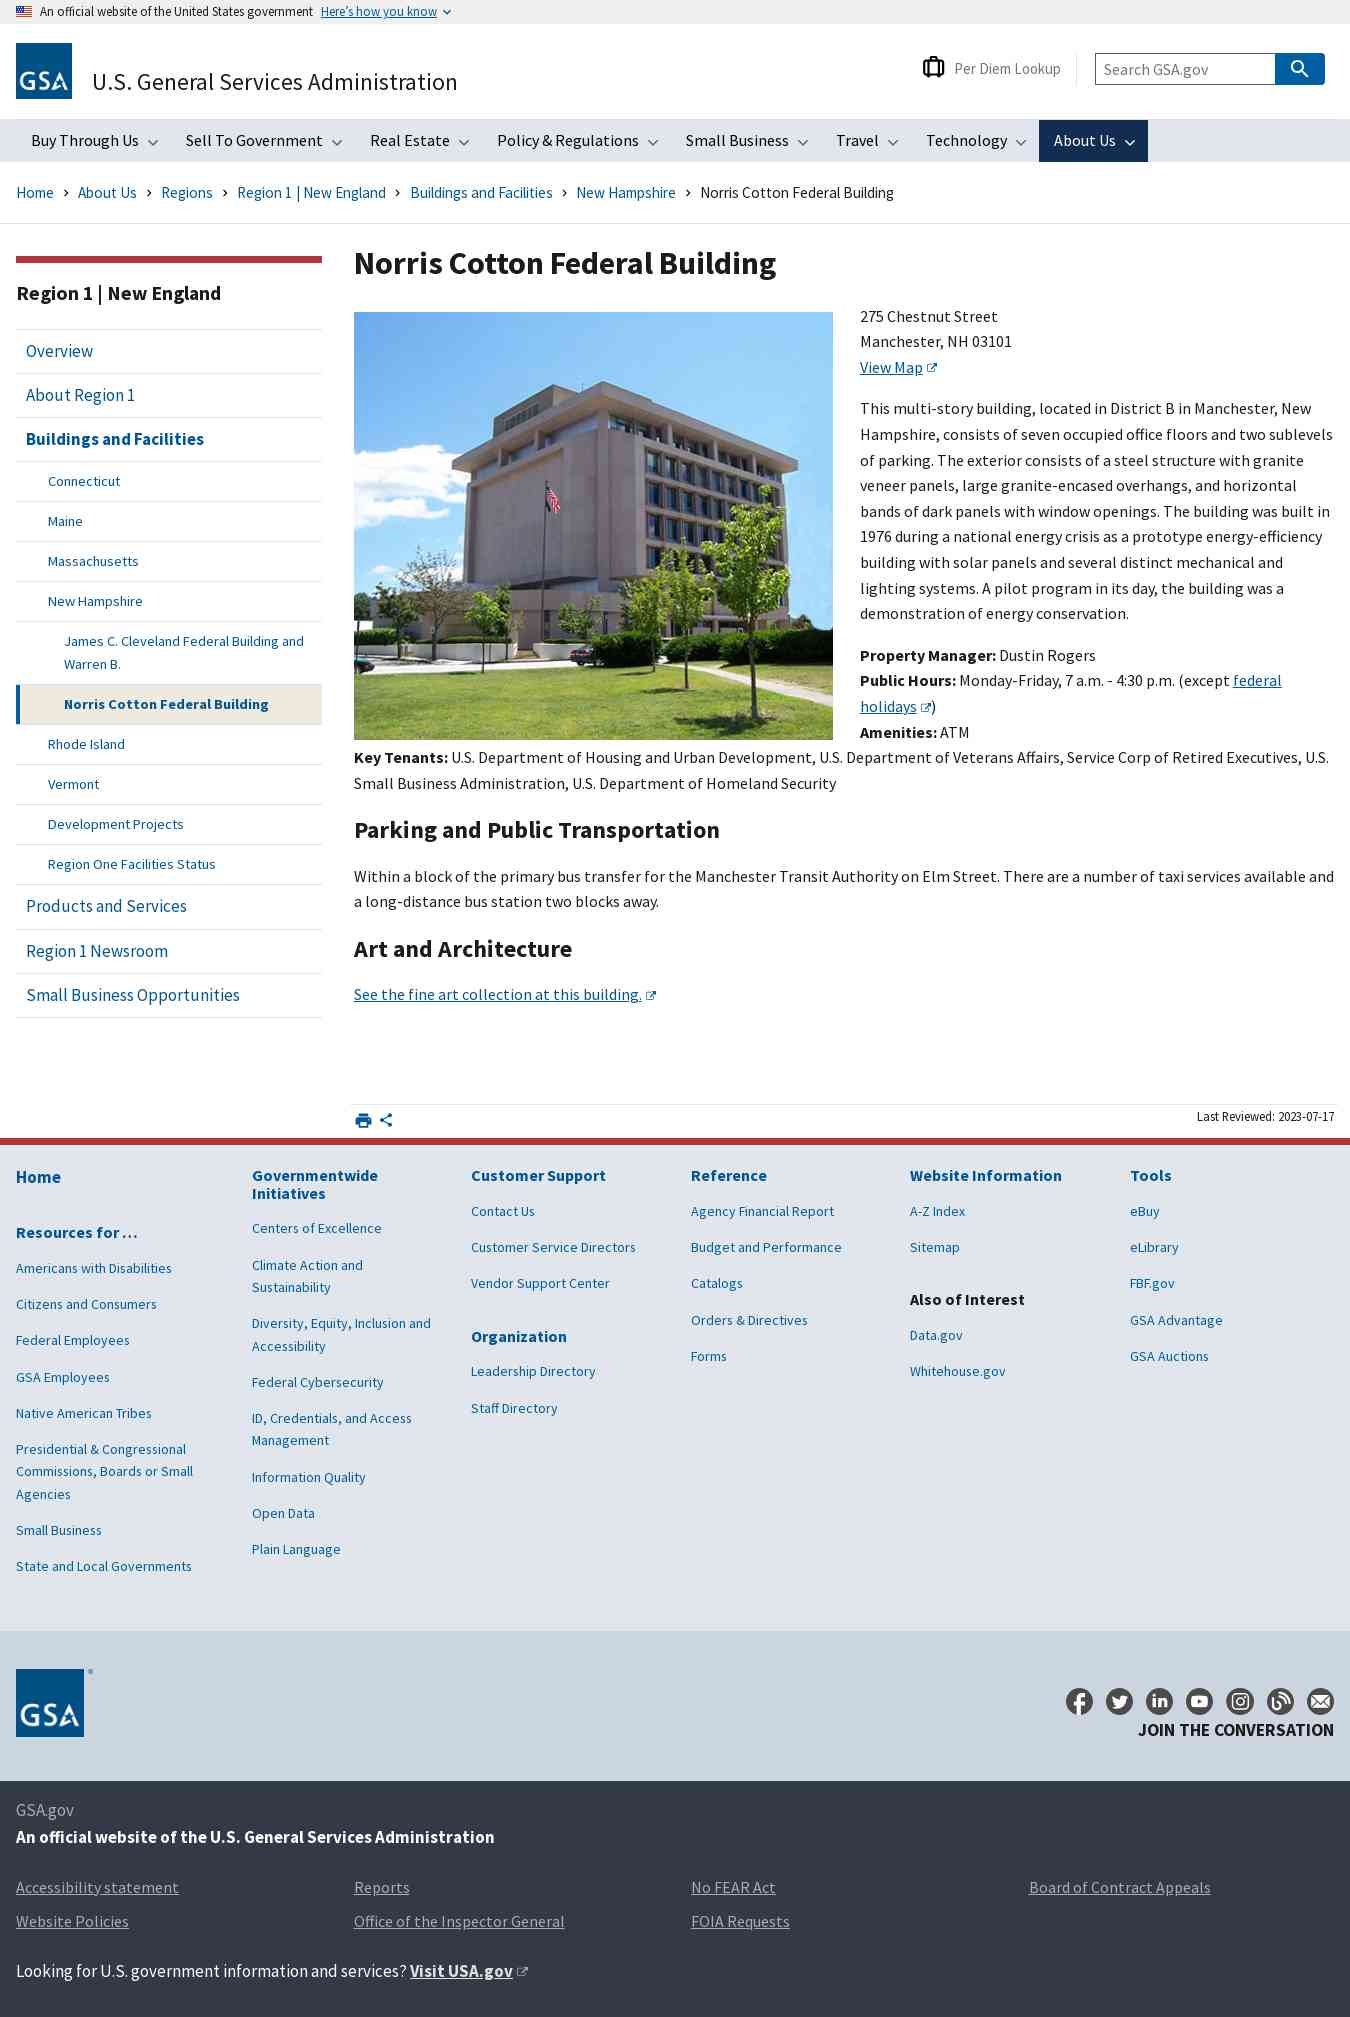 An official website of the United States government Here's how you know
GSA
U.S. General Services Administration
Per Diem Lookup
Search GSA.gov
Buy Through Us
Sell To Government
Real Estate
Policy & Regulations
Small Business
Travel
Technology
About Us
Home > About Us > Regions > Region 1 | New England > Buildings and Facilities > New Hampshire > Norris Cotton Federal Building
Region 1 | New England
Overview
About Region 1
Buildings and Facilities
Connecticut
Maine
Massachusetts
New Hampshire
James C. Cleveland Federal Building and
Warren B.
Norris Cotton Federal Building
Rhode Island
Vermont
Development Projects
Region One Facilities Status
Products and Services
Region 1 Newsroom
Small Business Opportunities
Norris Cotton Federal Building
275 Chestnut Street
Manchester, NH 03101
View Map
This multi-story building, located in District B in Manchester, New
Hampshire, consists of seven occupied office floors and two sublevels
of parking. The exterior consists of a steel structure with granite
veneer panels, large granite-encased overhangs, and horizontal
bands of dark panels with window openings. The building was built in
1976 during a national energy crisis as a prototype energy-efficiency
building with solar panels and several distinct mechanical and
lighting systems. A pilot program in its day, the building was a
demonstration of energy conservation.
Property Manager: Dustin Rogers
Public Hours: Monday-Friday, 7 a.m. - 4:30 p.m. (except federal
holidays)
Amenities: ATM
Key Tenants: U.S. Department of Housing and Urban Development, U.S. Department of Veterans Affairs, Service Corp of Retired Executives, U.S.
Small Business Administration, U.S. Department of Homeland Security
Parking and Public Transportation
Within a block of the primary bus transfer for the Manchester Transit Authority on Elm Street. There are a number of taxi services available and
a long-distance bus station two blocks away.
Art and Architecture
See the fine art collection at this building.
Last Reviewed: 2023-07-17
Home
Resources for …
Americans with Disabilities
Citizens and Consumers
Federal Employees
GSA Employees
Native American Tribes
Presidential & Congressional
Commissions, Boards or Small
Agencies
Small Business
State and Local Governments
Governmentwide
Initiatives
Centers of Excellence
Climate Action and
Sustainability
Diversity, Equity, Inclusion and
Accessibility
Federal Cybersecurity
ID, Credentials, and Access
Management
Information Quality
Open Data
Plain Language
Customer Support
Contact Us
Customer Service Directors
Vendor Support Center
Organization
Leadership Directory
Staff Directory
Reference
Agency Financial Report
Budget and Performance
Catalogs
Orders & Directives
Forms
Website Information
A-Z Index
Sitemap
Also of Interest
Data.gov
Whitehouse.gov
Tools
eBuy
eLibrary
FBF.gov
GSA Advantage
GSA Auctions
GSA
JOIN THE CONVERSATION
GSA.gov
An official website of the U.S. General Services Administration
Accessibility statement
Reports
No FEAR Act
Board of Contract Appeals
Website Policies
Office of the Inspector General
FOIA Requests
Looking for U.S. government information and services? Visit USA.gov